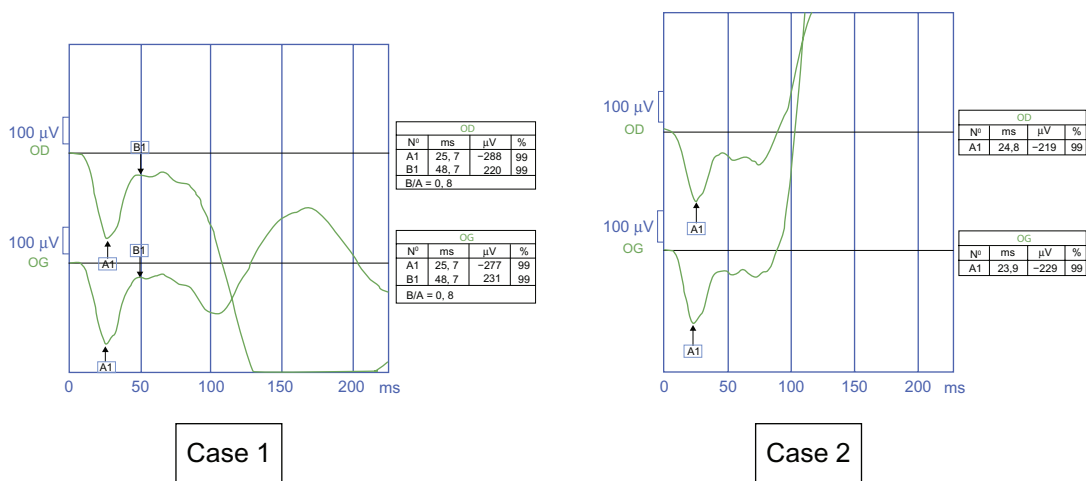 100 µV
OD
100 µV
OG
B1
A1
B1
A1
0 50 100 150 200 ms
OD
N⁰ ms µV %
A1 25, 7 −288 99
B1 48, 7 220 99
B/A = 0, 8
OG
N⁰ ms µV %
A1 25, 7 −277 99
B1 48, 7 231 99
B/A = 0, 8
Case 1
100 µV
OD
100 µV
OG
A1
A1
0 50 100 150 200 ms
OD
N⁰ ms µV %
A1 24,8 −219 99
OG
N⁰ ms µV %
A1 23,9 −229 99
Case 2